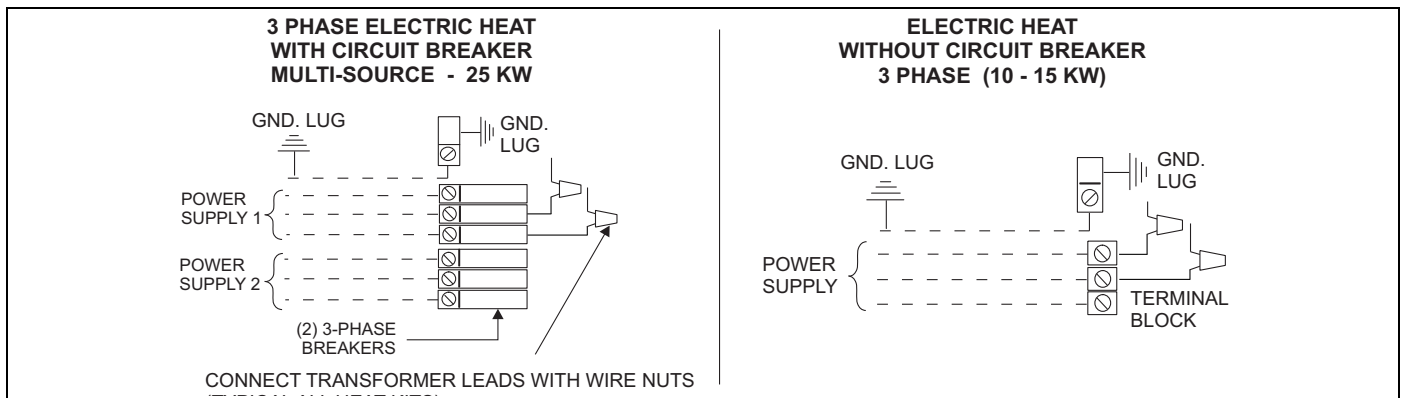 3 PHASE ELECTRIC HEAT
WITH CIRCUIT BREAKER
MULTI-SOURCE - 25 KW
GND. LUG
GND.
LUG
POWER
SUPPLY 1
POWER
SUPPLY 2
(2) 3-PHASE
BREAKERS
CONNECT TRANSFORMER LEADS WITH WIRE NUTS
ELECTRIC HEAT
WITHOUT CIRCUIT BREAKER
3 PHASE (10 - 15 KW)
GND. LUG
GND.
LUG
POWER
SUPPLY
TERMINAL
BLOCK